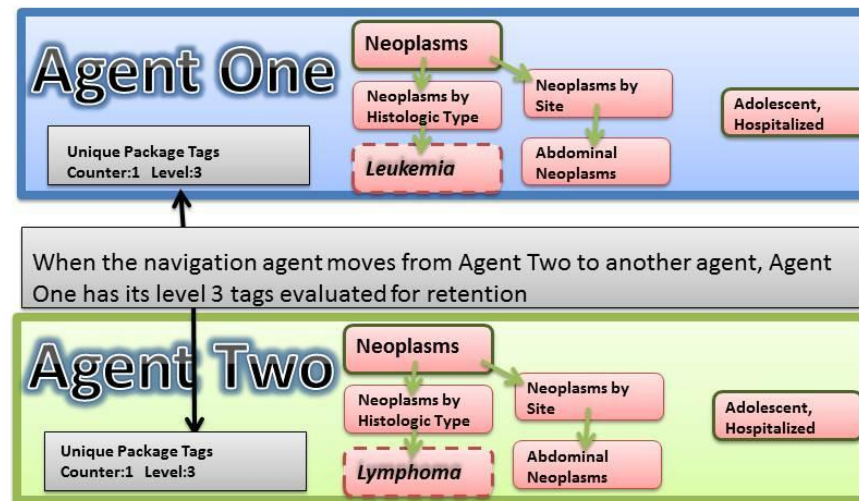 Agent One
Neoplasms
Neoplasms by
Histologic Type
Leukemia
Neoplasms by
Site
Abdominal
Neoplasms
Adolescent,
Hospitalized
Unique Package Tags
Counter:1 Level:3
When the navigation agent moves from Agent Two to another agent, Agent
One has its level 3 tags evaluated for retention
Agent Two
Neoplasms
Neoplasms by
Histologic Type
Lymphoma
Neoplasms by
Site
Abdominal
Neoplasms
Adolescent,
Hospitalized
Unique Package Tags
Counter:1 Level:3